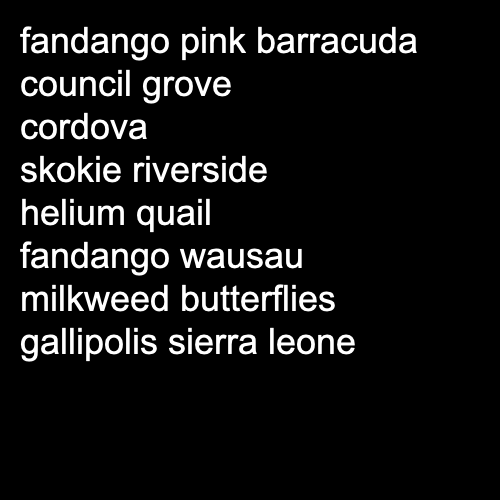 fandango pink barracuda
council grove
cordova
skokie riverside
helium quail
fandango wausau
milkweed butterflies
gallipolis sierra leone